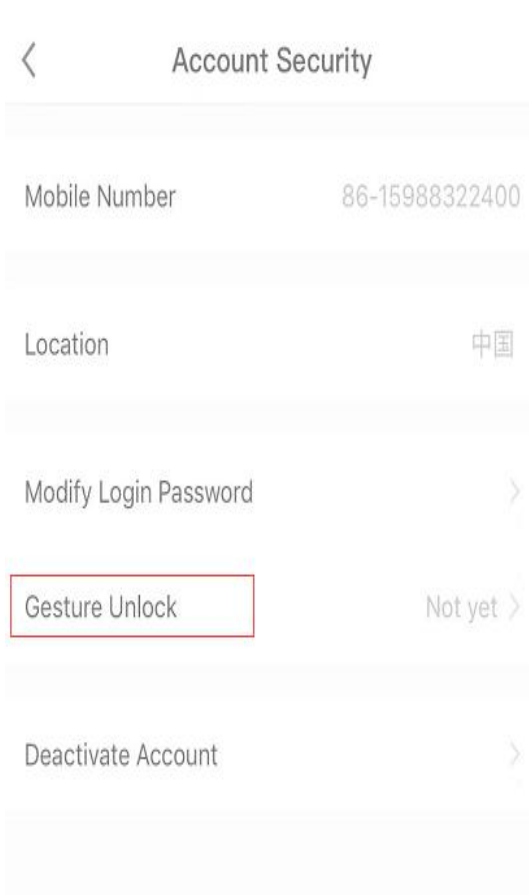 Account Security
Mobile Number 86-15988322400
Location 中国
Modify Login Password
Gesture Unlock Not yet
Deactivate Account